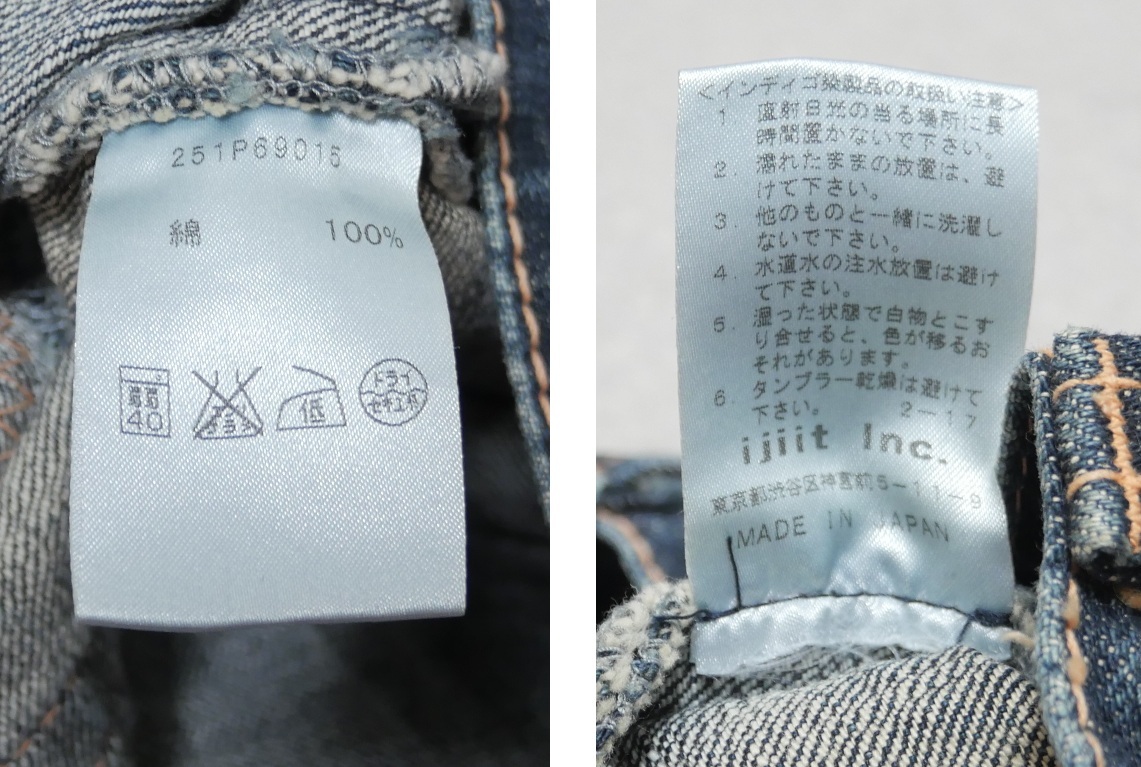 251P69015
綿 100%
40
低
ドライ
セキユ系
<インディゴ染製品の取扱い注意>
1 直射日光の当る場所に長
時間置かないで下さい。
2. 濡れたままの放置は、避
けて下さい。
3. 他のものと一緒に洗濯し
ないで下さい。
4. 水道水の注水放置は避け
て下さい。
5. 湿った状態で白物とこす
り合せると、色が移るお
それがあります。
6. タンブラー乾燥は避けて
下さい。 2-17
ijiit Inc.
東京都渋谷区神宮前5-11-9
MADE IN JAPAN